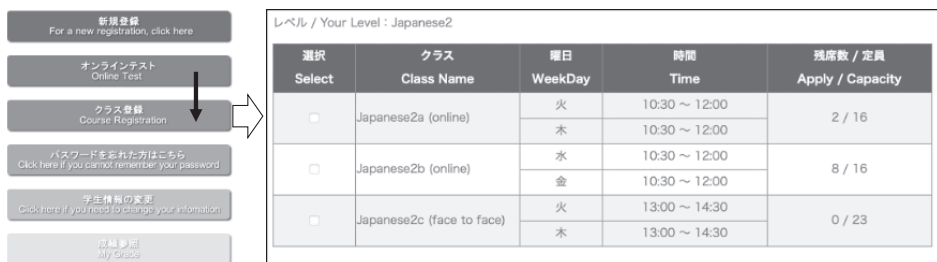 新規登録
For a new registration, click here
オンラインテスト
Online Test
クラス登録
Course Registration
パスワードを忘れた方はこちら
Click here if you cannot remember your password
学生情報の変更
Click here if you need to change your infomation
成績参照
My Grade
レベル / Your Level：Japanese2
選択 クラス 曜日 時間 残席数 / 定員
Select Class Name WeekDay Time Apply / Capacity
Japanese2a (online) 火 10:30 ～ 12:00 2 / 16
木 10:30 ～ 12:00
Japanese2b (online) 水 10:30 ～ 12:00 8 / 16
金 10:30 ～ 12:00
Japanese2c (face to face) 火 13:00 ～ 14:30 0 / 23
木 13:00 ～ 14:30